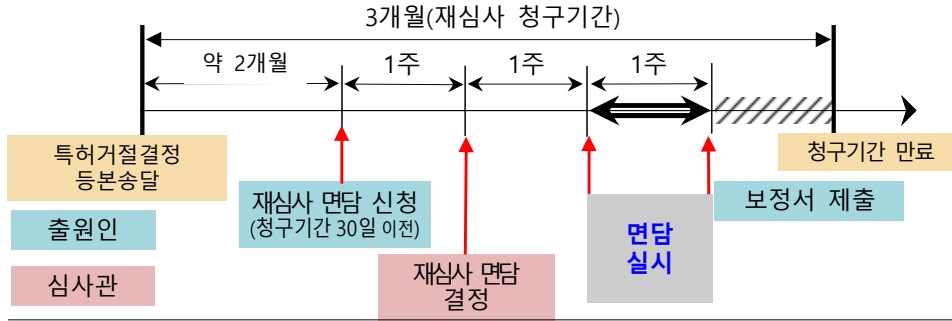 3개월(재심사 청구기간)
약 2개월
1주
1주
1주
특허거절결정
등본송달
청구기간 만료
재심사 면담 신청
(청구기간 30일 이전)
보정서 제출
출원인
면담
실시
심사관
재심사 면담
결정